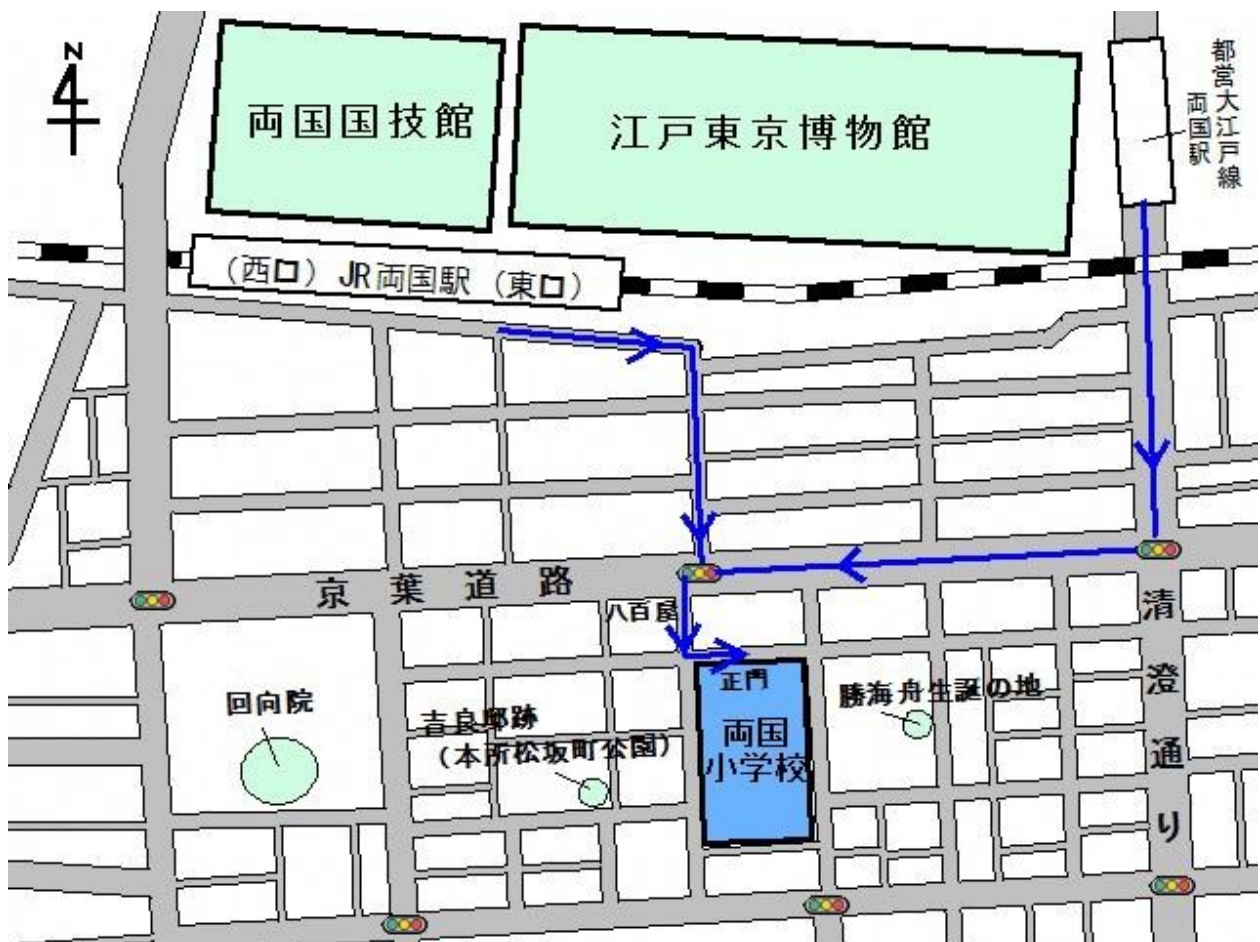 N
両国国技館
江戸東京博物館
都営大江戸線
両国駅
（西口）JR両国駅（東口）
京葉道路
八百屋
清澄通り
回向院
吉良邸跡
（本所松坂町公園）
正門
両国
小学校
勝海舟生誕の地